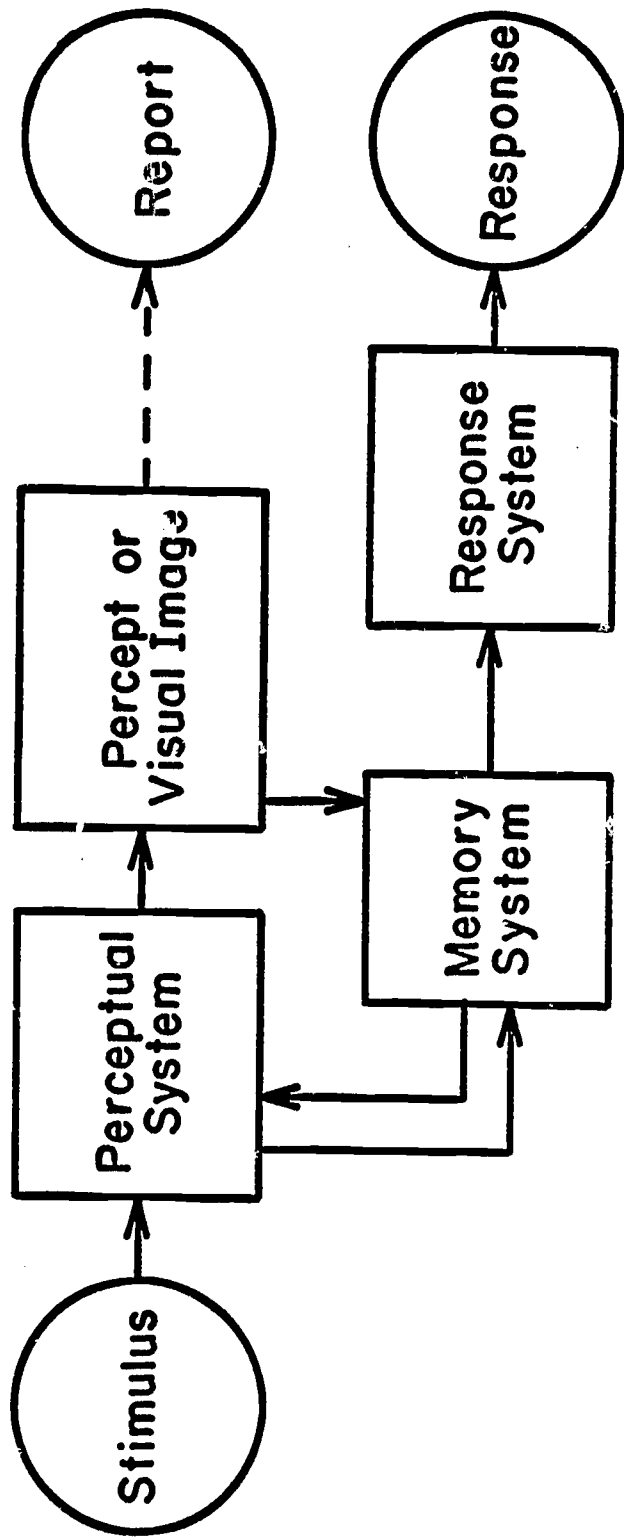 Stimulus
Perceptual
System
Percept or
Visual Image
Report
Memory
System
Response
System
Response